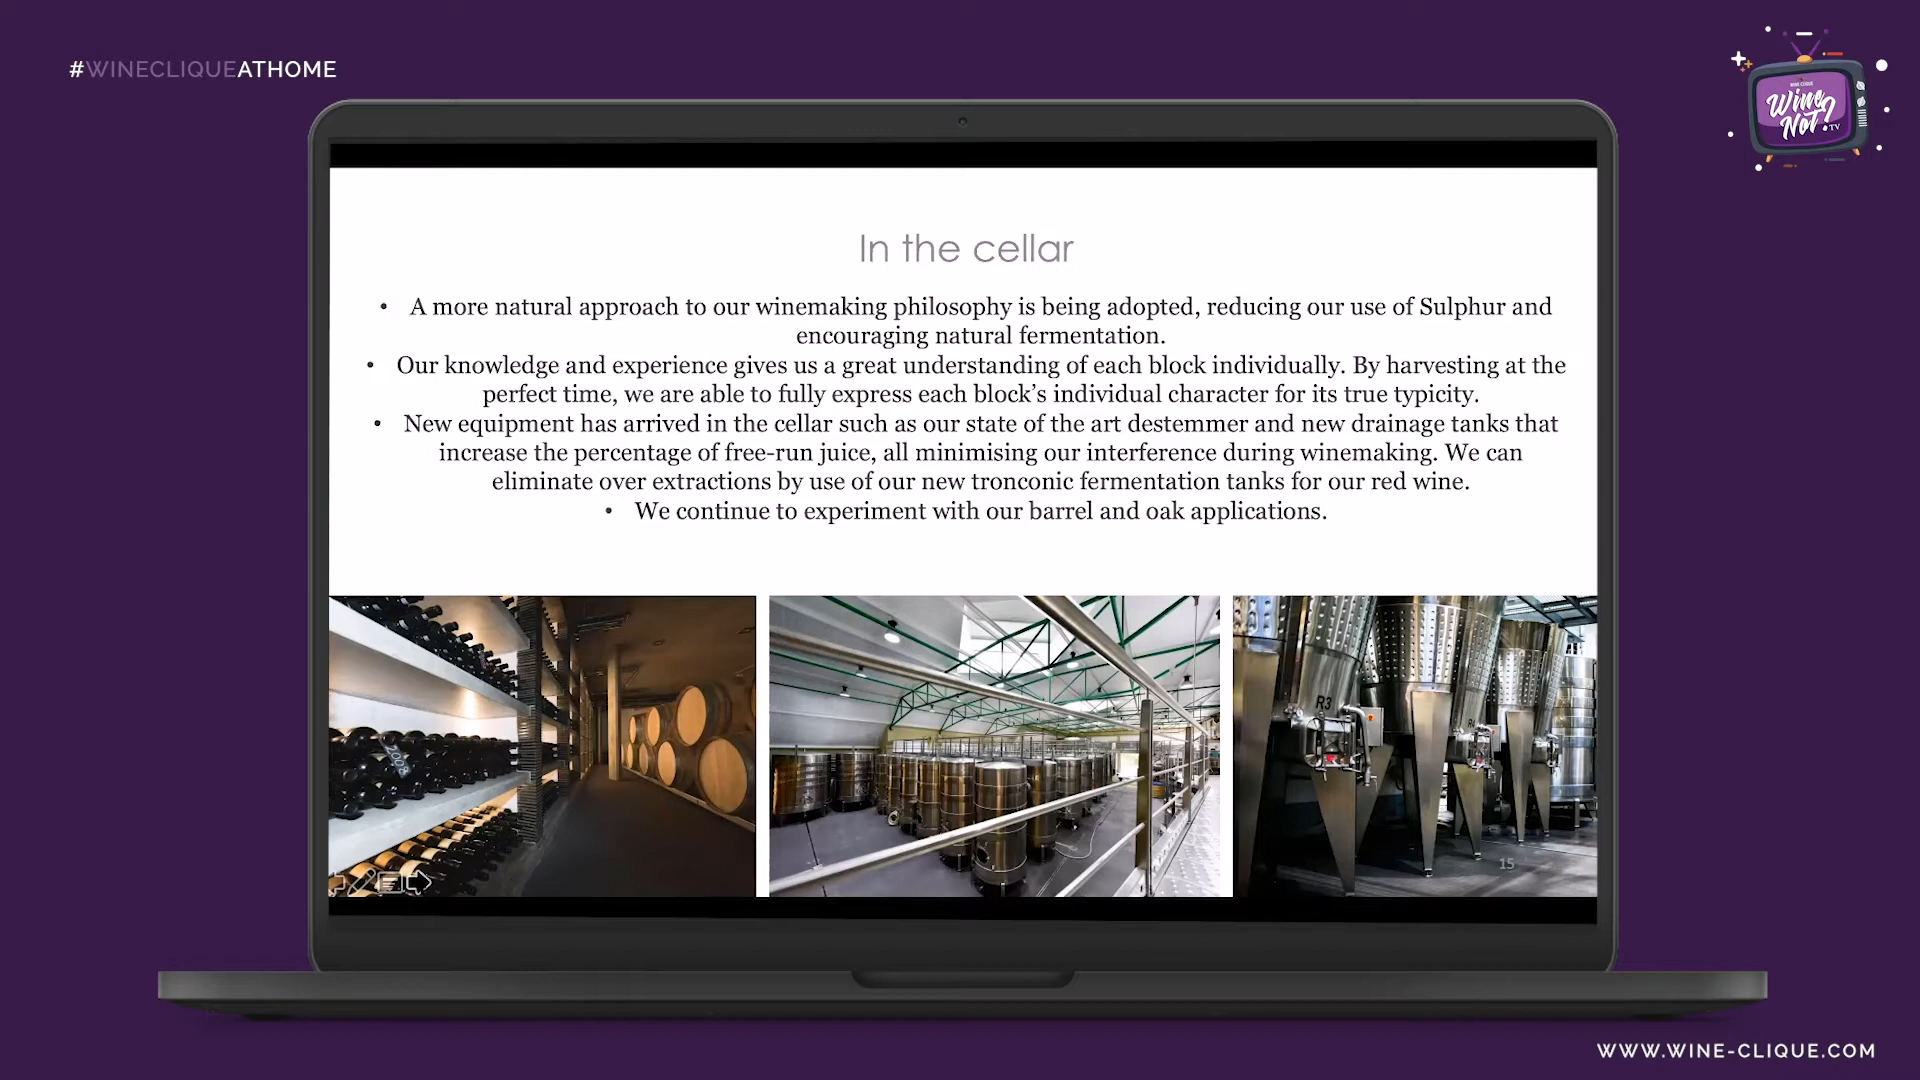 #WINECLIQUEATHOME
WINE CLIQUE
Wine
Not?
.TV
In the cellar
• A more natural approach to our winemaking philosophy is being adopted, reducing our use of Sulphur and
encouraging natural fermentation.
• Our knowledge and experience gives us a great understanding of each block individually. By harvesting at the
perfect time, we are able to fully express each block’s individual character for its true typicity.
• New equipment has arrived in the cellar such as our state of the art destemmer and new drainage tanks that
increase the percentage of free-run juice, all minimising our interference during winemaking. We can
eliminate over extractions by use of our new tronconic fermentation tanks for our red wine.
• We continue to experiment with our barrel and oak applications.
2008
R3
R4
15
WWW.WINE-CLIQUE.COM